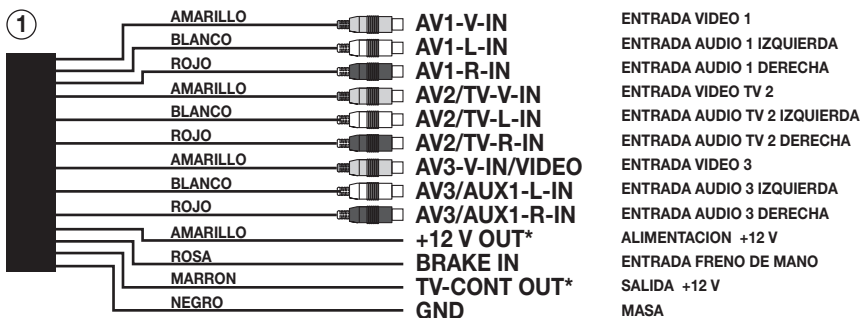 1
AMARILLO AV1-V-IN ENTRADA VIDEO 1
BLANCO AV1-L-IN ENTRADA AUDIO 1 IZQUIERDA
ROJO AV1-R-IN ENTRADA AUDIO 1 DERECHA
AMARILLO AV2/TV-V-IN ENTRADA VIDEO TV 2
BLANCO AV2/TV-L-IN ENTRADA AUDIO TV 2 IZQUIERDA
ROJO AV2/TV-R-IN ENTRADA AUDIO TV 2 DERECHA
AMARILLO AV3-V-IN/VIDEO ENTRADA VIDEO 3
BLANCO AV3/AUX1-L-IN ENTRADA AUDIO 3 IZQUIERDA
ROJO AV3/AUX1-R-IN ENTRADA AUDIO 3 DERECHA
AMARILLO +12 V OUT* ALIMENTACION +12 V
ROSA BRAKE IN ENTRADA FRENO DE MANO
MARRON TV-CONT OUT* SALIDA +12 V
NEGRO GND MASA